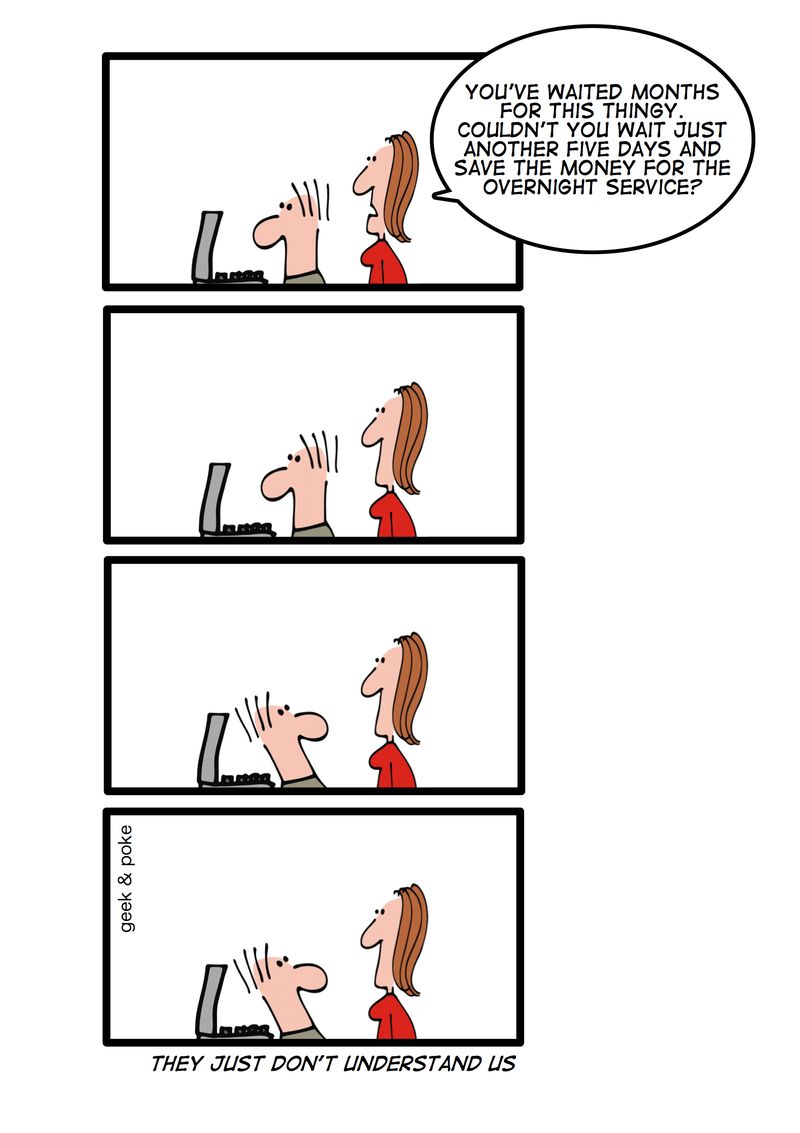 YOU'VE WAITED MONTHS
FOR THIS THINGY.
COULDN'T YOU WAIT JUST
ANOTHER FIVE DAYS AND
SAVE THE MONEY FOR THE
OVERNIGHT SERVICE?
geek & poke
THEY JUST DON'T UNDERSTAND US